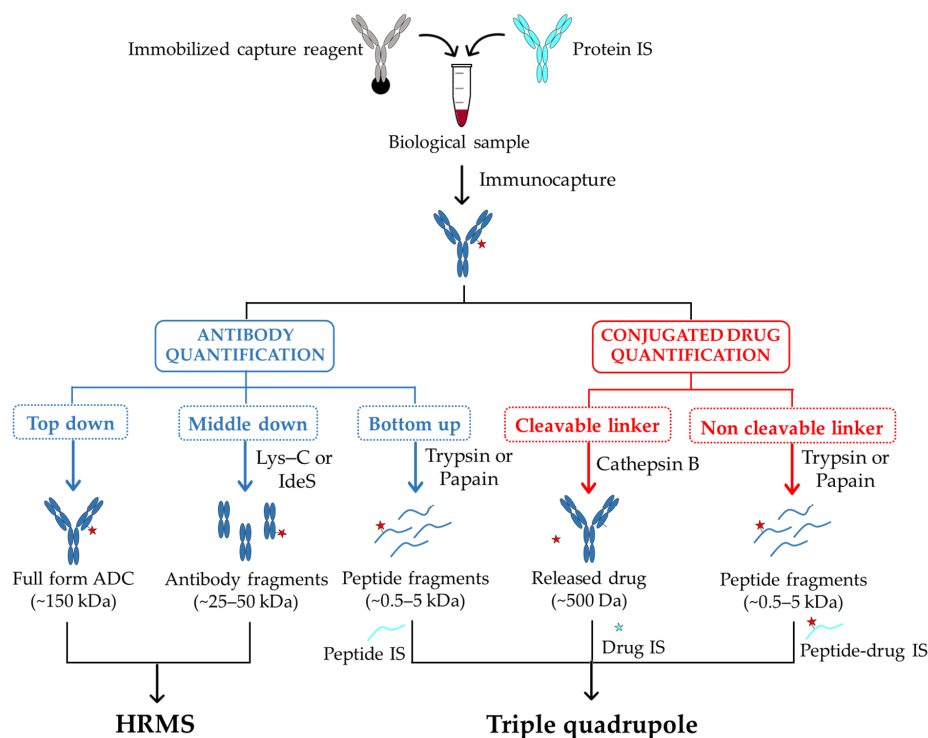 Immobilized capture reagent
Protein IS
Biological sample
Immunocapture
ANTIBODY
QUANTIFICATION
CONJUGATED DRUG
QUANTIFICATION
Top down
Middle down
Bottom up
Cleavable linker
Non cleavable linker
Lys–C or
IdeS
Trypsin or
Papain
Cathepsin B
Trypsin or
Papain
Full form ADC
(~150 kDa)
Antibody fragments
(~25–50 kDa)
Peptide fragments
(~0.5–5 kDa)
Released drug
(~500 Da)
Peptide fragments
(~0.5–5 kDa)
Peptide IS
Drug IS
Peptide-drug IS
HRMS
Triple quadrupole